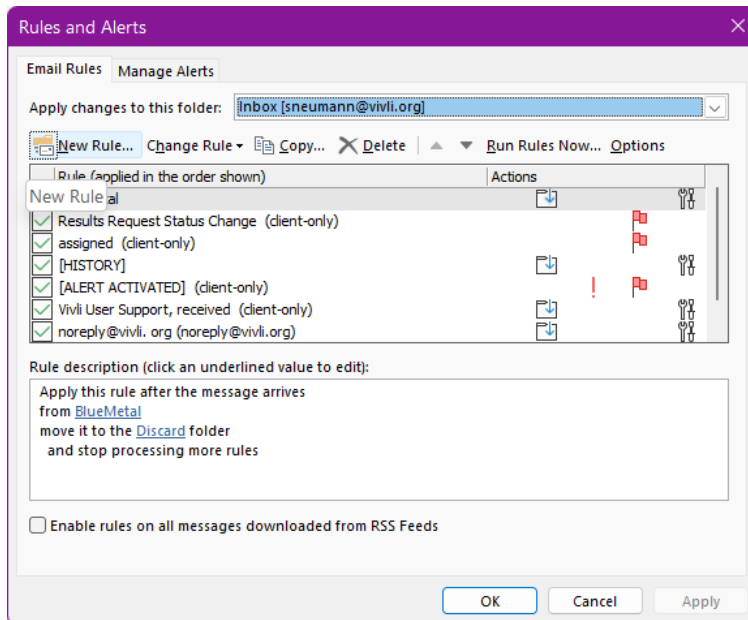 Rules and Alerts
Email Rules Manage Alerts
Apply changes to this folder: Inbox [sneumann@vivli.org]
New Rule... Change Rule Copy... Delete Run Rules Now... Options
Rule (applied in the order shown) Actions
New Rule al
Results Request Status Change (client-only)
assigned (client-only)
[HISTORY]
[ALERT ACTIVATED] (client-only)
Vivli User Support, received (client-only)
noreply@vivli. org (noreply@vivli.org)
Rule description (click an underlined value to edit):
Apply this rule after the message arrives
from BlueMetal
move it to the Discard folder
and stop processing more rules
Enable rules on all messages downloaded from RSS Feeds
OK Cancel Apply